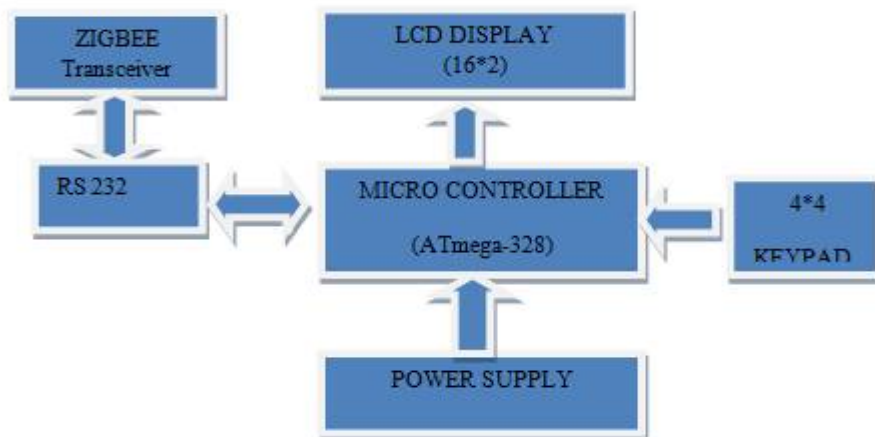 ZIGBEE
Transceiver
LCD DISPLAY
(16*2)
RS 232
MICRO CONTROLLER
(ATmega-328)
4*4
KEYPAD
POWER SUPPLY